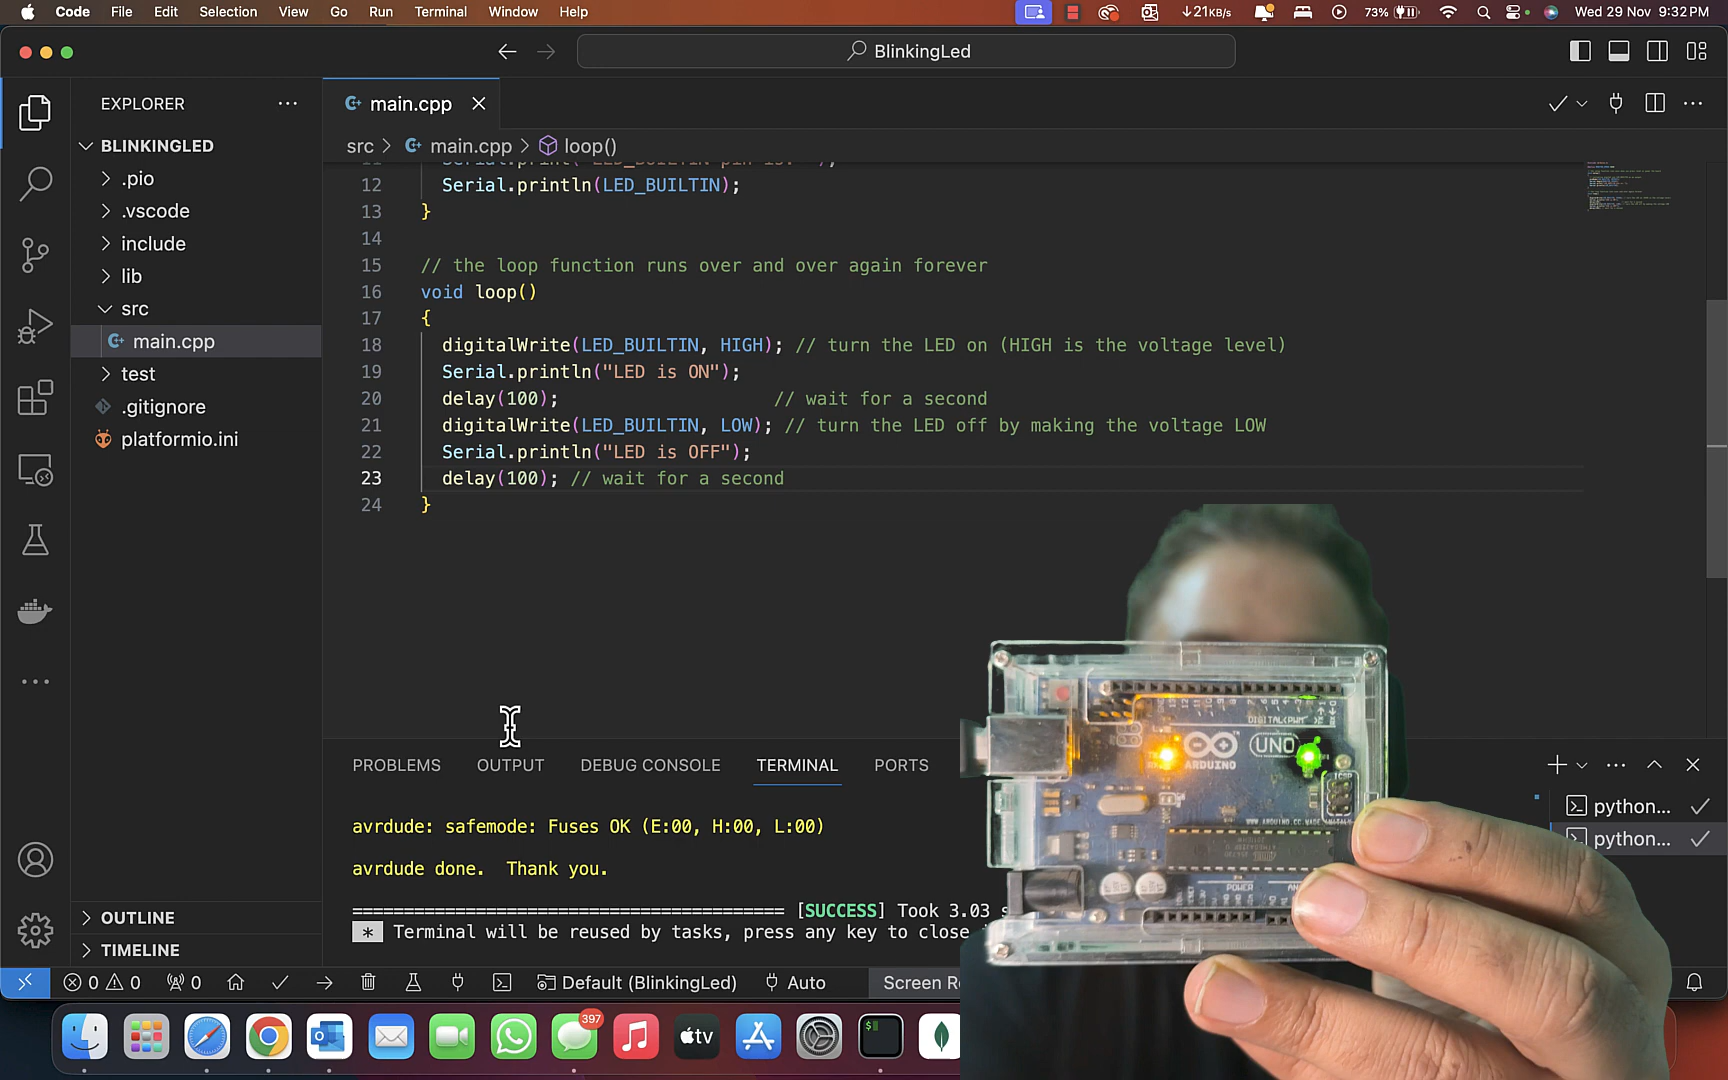 Code File Edit Selection View Go Run Terminal Window Help
21KB/s 73% Wed 29 Nov 9:32 PM
BlinkingLed
EXPLORER
main.cpp
BLINKINGLED
src > main.cpp > loop()
.pio
.vscode
include
lib
src
main.cpp
test
.gitignore
platformio.ini
OUTLINE
TIMELINE
12 Serial.println(LED_BUILTIN);
13 }
14
15 // the loop function runs over and over again forever
16 void loop()
17 {
18 digitalWrite(LED_BUILTIN, HIGH); // turn the LED on (HIGH is the voltage level)
19 Serial.println("LED is ON");
20 delay(100); // wait for a second
21 digitalWrite(LED_BUILTIN, LOW); // turn the LED off by making the voltage LOW
22 Serial.println("LED is OFF");
23 delay(100); // wait for a second
24 }
PROBLEMS OUTPUT DEBUG CONSOLE TERMINAL PORTS
avrdude: safemode: Fuses OK (E:00, H:00, L:00)
avrdude done. Thank you.
======================================== [SUCCESS] Took 3.03 s
* Terminal will be reused by tasks, press any key to close
python...
python...
DIGITAL (PWM
UNO
ARDUINO
ICSP
POWER
0 0 0 Default (BlinkingLed) Auto Screen
397
tv
$